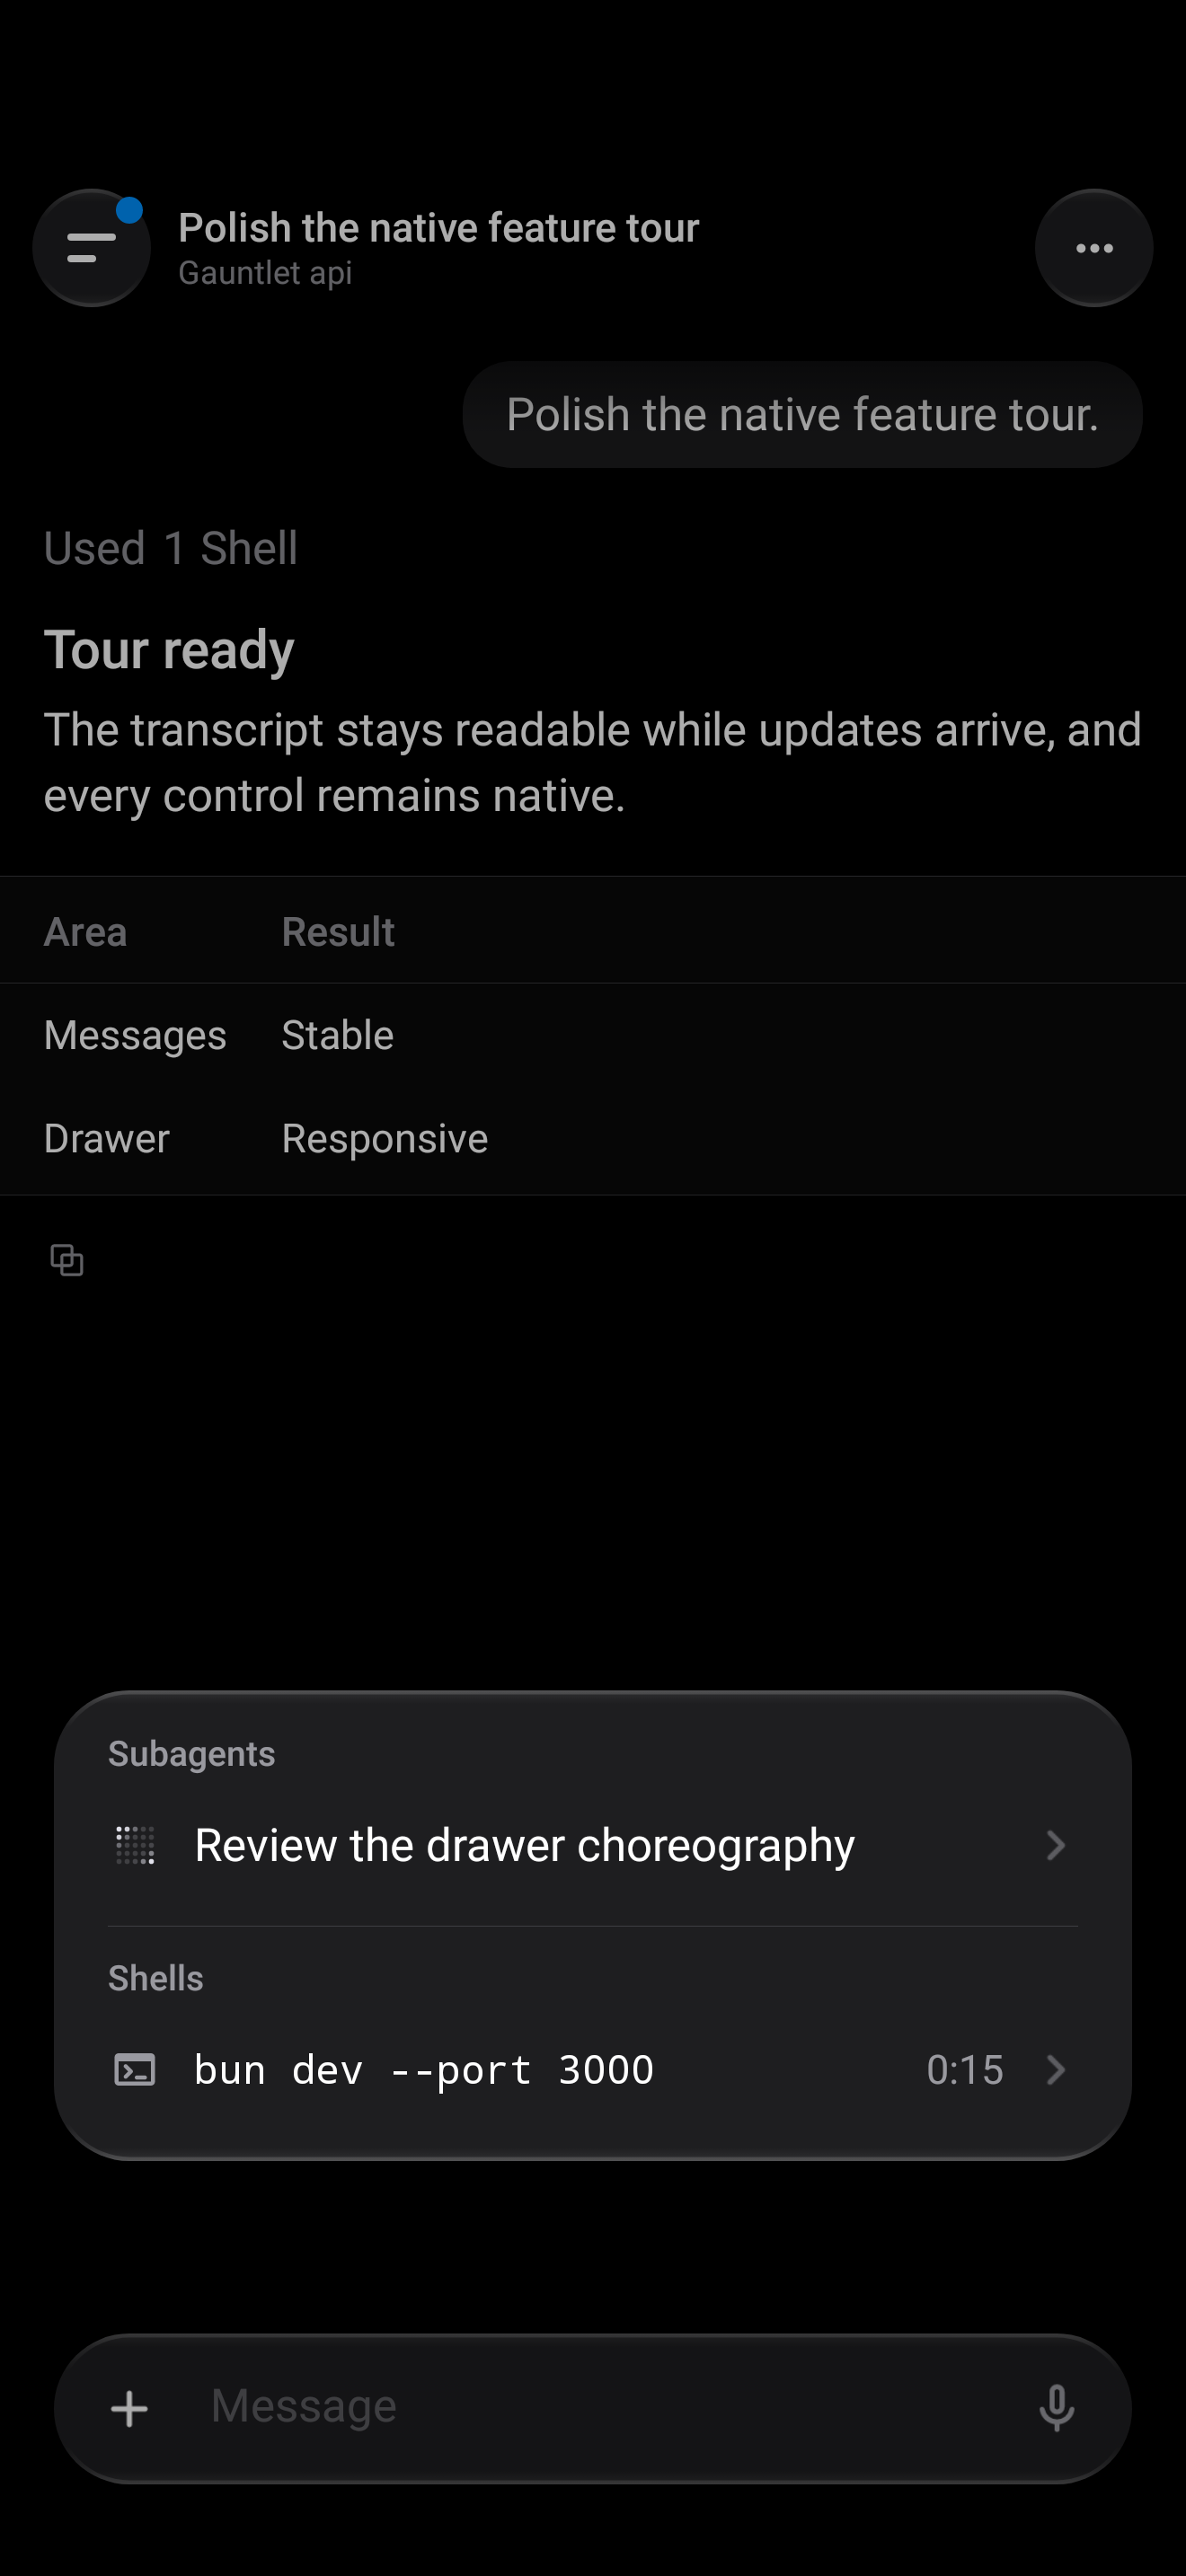 Polish the native feature tour
Gauntlet api
Polish the native feature tour.
Used 1 Shell
Tour ready
The transcript stays readable while updates arrive, and
every control remains native.
Area Result
Messages Stable
Drawer Responsive
Subagents
Review the drawer choreography
Shells
bun dev --port 3000 0:15
Message